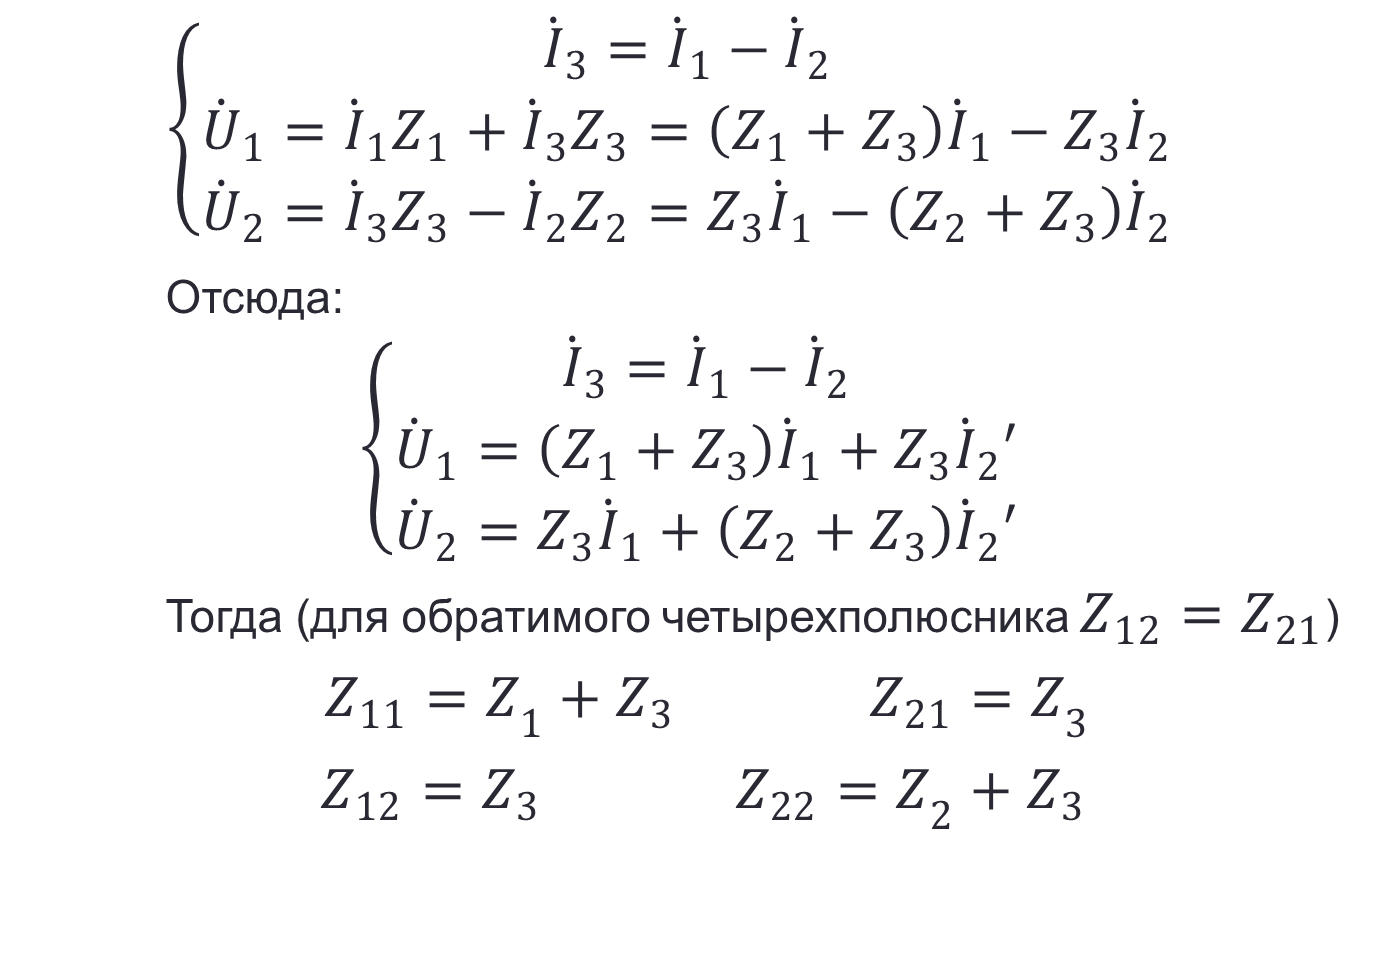 İ₃ = İ₁ − İ₂
U̇₁ = İ₁Z₁ + İ₃Z₃ = (Z₁ + Z₃)İ₁ − Z₃İ₂
U̇₂ = İ₃Z₃ − İ₂Z₂ = Z₃İ₁ − (Z₂ + Z₃)İ₂
Отсюда:
İ₃ = İ₁ − İ₂
U̇₁ = (Z₁ + Z₃)İ₁ + Z₃İ₂′
U̇₂ = Z₃İ₁ + (Z₂ + Z₃)İ₂′
Тогда (для обратимого четырехполюсника Z₁₂ = Z₂₁)
Z₁₁ = Z₁ + Z₃ Z₂₁ = Z₃
Z₁₂ = Z₃ Z₂₂ = Z₂ + Z₃